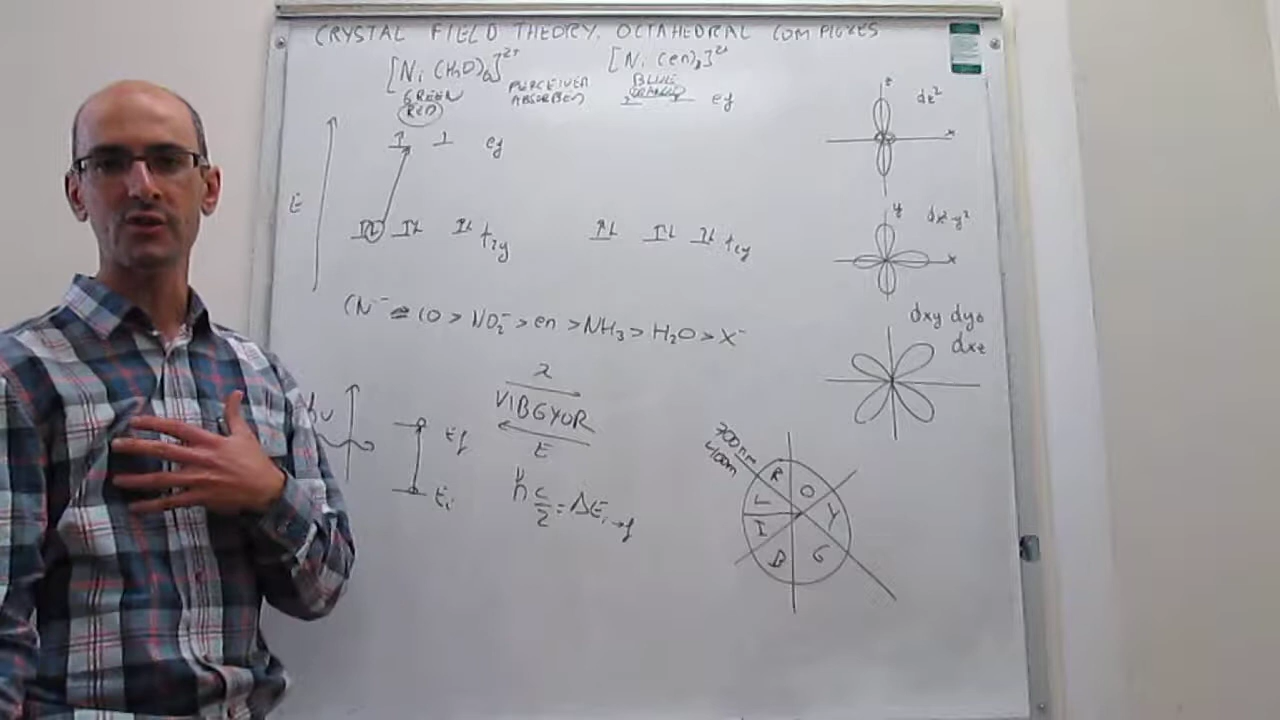 CRYSTAL FIELD THEORY. OCTAHEDRAL COMPLEXES
[Ni(H2O)6]2+ [Ni(en)3]2+
GREEN PERCEIVED BLUE
RED ABSORBED ORANGE
eg
eg
E
t2g t2g
CN- ≈ CO > NO2- > en > NH3 > H2O > X-
hν
Ef
Ei
λ
VIBGYOR
E
h c/λ = ΔE i→f
z
dz2
x
y
dx2-y2
x
dxy dyz
dxz
700nm
400nm
R O
Y
I
B G